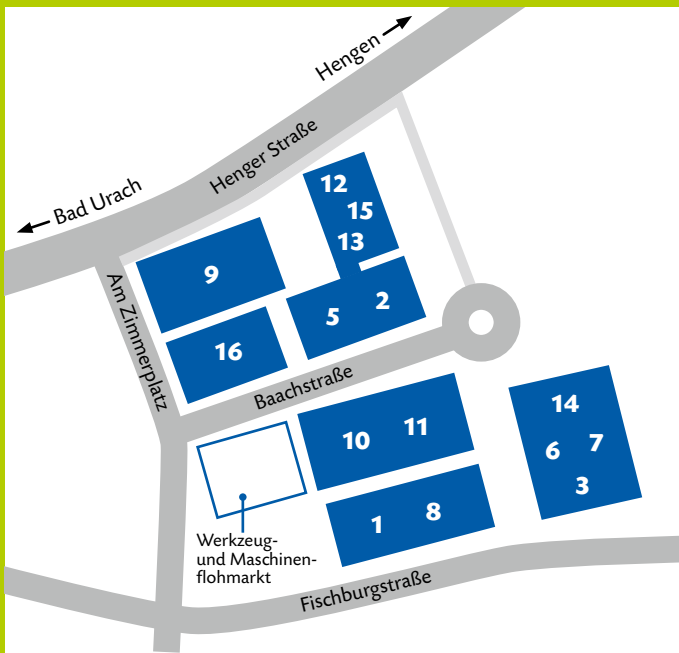 Hengen
Henger Straße
Bad Urach
12
15
13
9
Am Zimmerplatz
5 2
16
Baachstraße
14
10 11
6 7
3
1 8
Werkzeug-
und Maschinen-
flohmarkt
Fischburgstraße